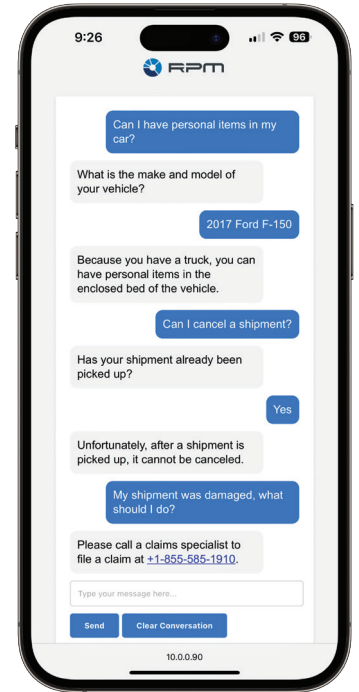 9:26
96
RPM
Can I have personal items in my
car?
What is the make and model of
your vehicle?
2017 Ford F-150
Because you have a truck, you can
have personal items in the
enclosed bed of the vehicle.
Can I cancel a shipment?
Has your shipment already been
picked up?
Yes
Unfortunately, after a shipment is
picked up, it cannot be canceled.
My shipment was damaged, what
should I do?
Please call a claims specialist to
file a claim at +1-855-585-1910.
Type your message here...
Send
Clear Conversation
10.0.0.90